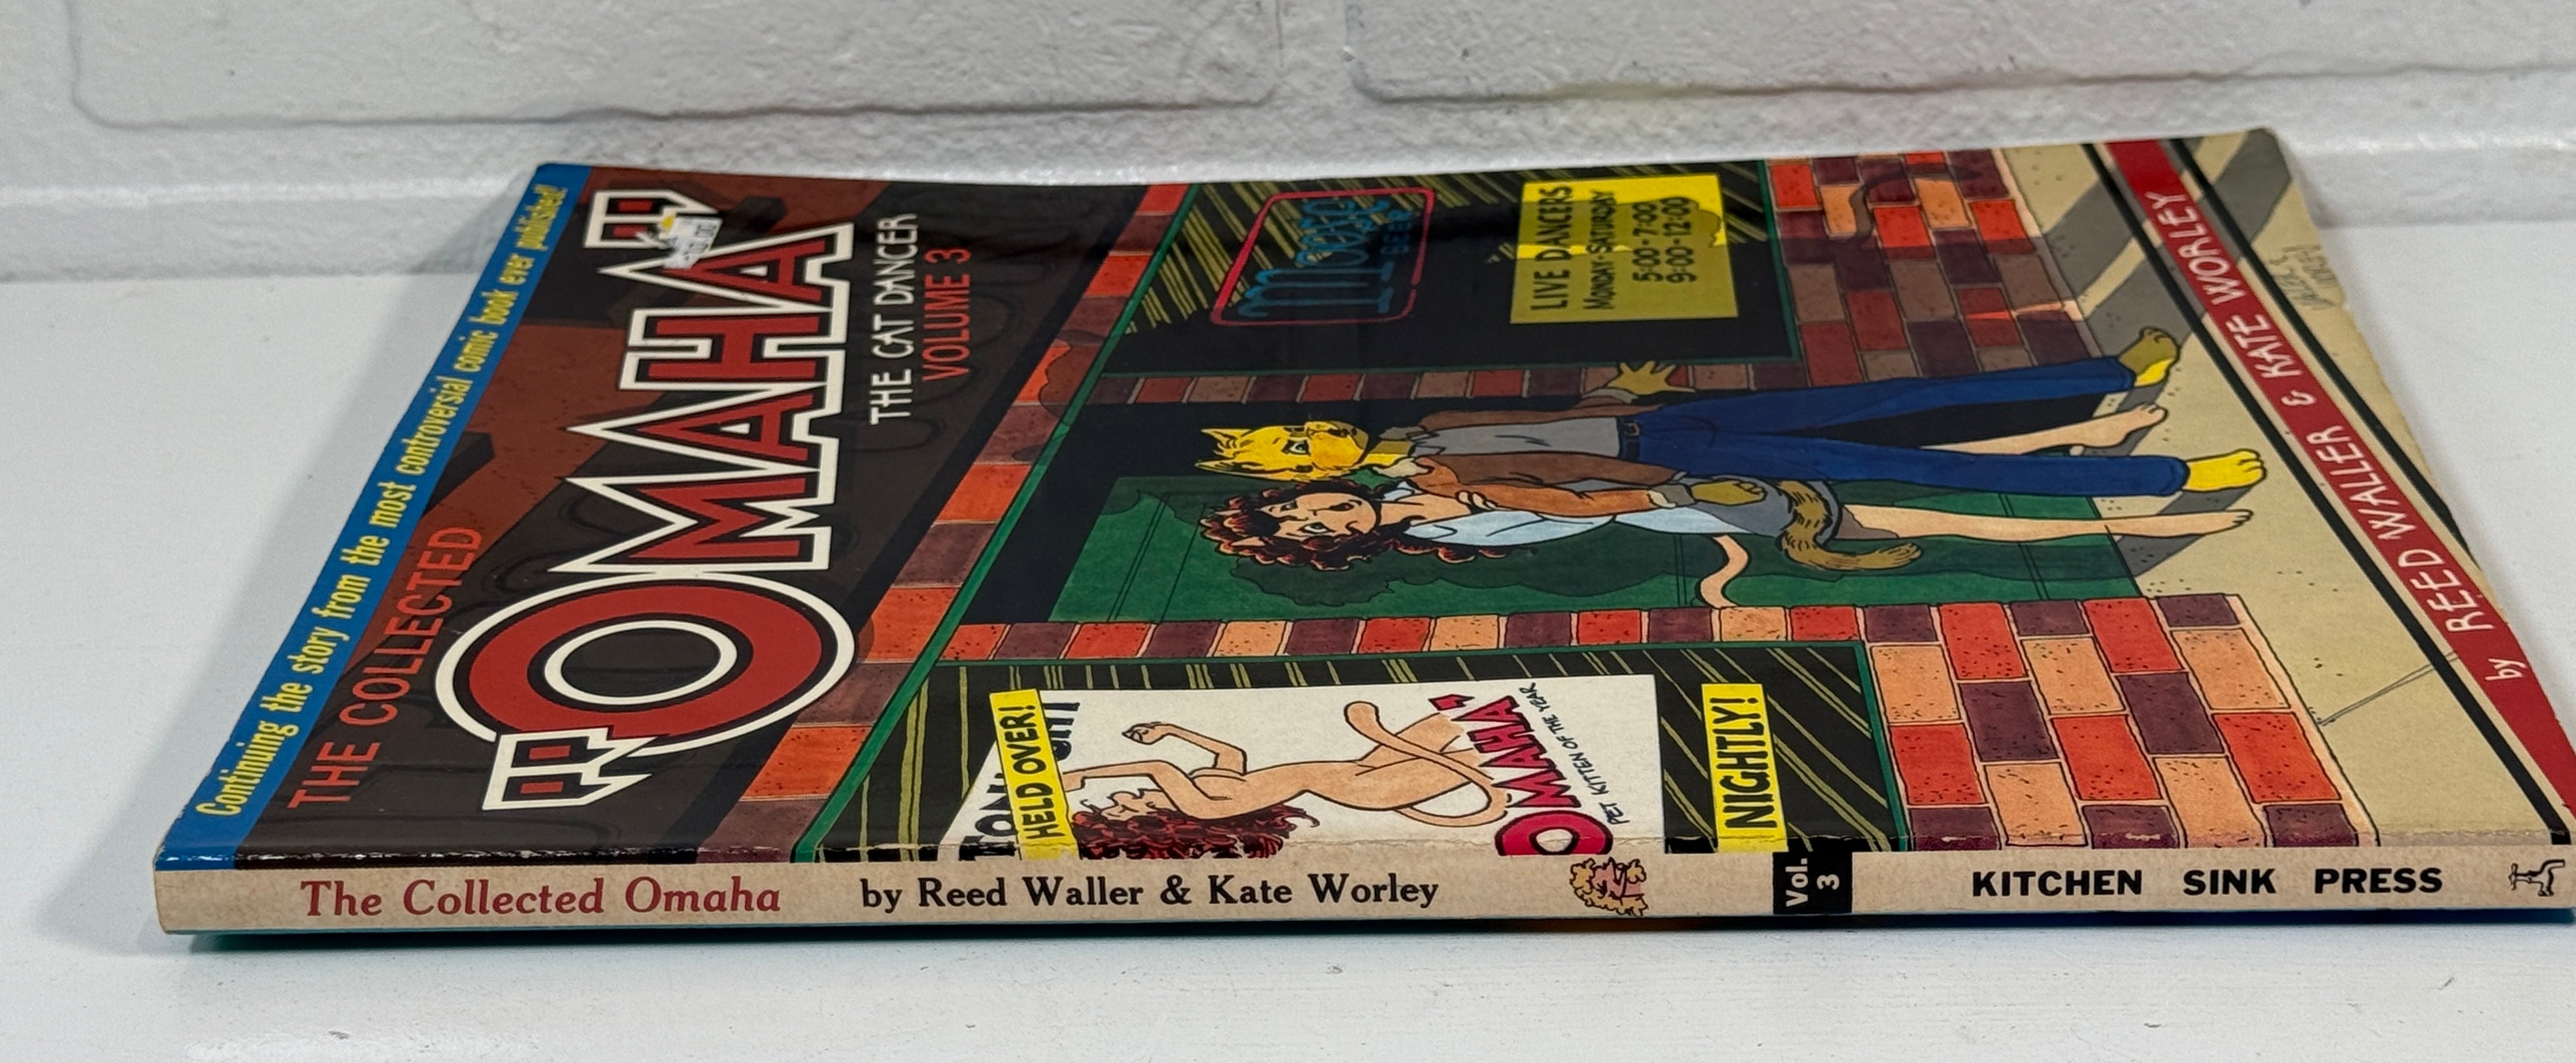 Continuing the story from the most controversial comic book ever published!
THE COLLECTED
"OMAHA"
THE CAT DANCER
VOLUME 3
Moose
BEER
LIVE DANCERS
MONDAY-SATURDAY
5:00-7:00
9:00-12:00
HELD OVER!
"OMAHA"
PET KITTEN OF THE YEAR
NIGHTLY!
by REED WALLER & KATE WORLEY
The Collected Omaha by Reed Waller & Kate Worley Vol. 3 KITCHEN SINK PRESS